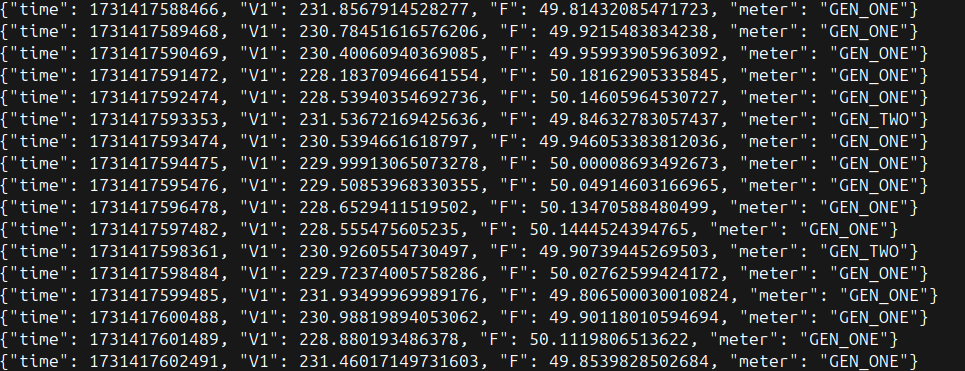 {"time": 1731417588466, "V1": 231.8567914528277, "F": 49.81432085471723, "meter": "GEN_ONE"}
{"time": 1731417589468, "V1": 230.78451616576206, "F": 49.9215483834238, "meter": "GEN_ONE"}
{"time": 1731417590469, "V1": 230.40060940369085, "F": 49.95993905963092, "meter": "GEN_ONE"}
{"time": 1731417591472, "V1": 228.18370946641554, "F": 50.18162905335845, "meter": "GEN_ONE"}
{"time": 1731417592474, "V1": 228.53940354692736, "F": 50.14605964530727, "meter": "GEN_ONE"}
{"time": 1731417593353, "V1": 231.53672169425636, "F": 49.84632783057437, "meter": "GEN_TWO"}
{"time": 1731417593474, "V1": 230.5394661618797, "F": 49.946053383812036, "meter": "GEN_ONE"}
{"time": 1731417594475, "V1": 229.99913065073278, "F": 50.00008693492673, "meter": "GEN_ONE"}
{"time": 1731417595476, "V1": 229.50853968330355, "F": 50.04914603166965, "meter": "GEN_ONE"}
{"time": 1731417596478, "V1": 228.6529411519502, "F": 50.13470588480499, "meter": "GEN_ONE"}
{"time": 1731417597482, "V1": 228.555475605235, "F": 50.1444524394765, "meter": "GEN_ONE"}
{"time": 1731417598361, "V1": 230.9260554730497, "F": 49.90739445269503, "meter": "GEN_TWO"}
{"time": 1731417598484, "V1": 229.72374005758286, "F": 50.02762599424172, "meter": "GEN_ONE"}
{"time": 1731417599485, "V1": 231.93499969989176, "F": 49.806500030010824, "meter": "GEN_ONE"}
{"time": 1731417600488, "V1": 230.98819894053062, "F": 49.90118010594694, "meter": "GEN_ONE"}
{"time": 1731417601489, "V1": 228.880193486378, "F": 50.1119806513622, "meter": "GEN_ONE"}
{"time": 1731417602491, "V1": 231.46017149731603, "F": 49.8539828502684, "meter": "GEN_ONE"}